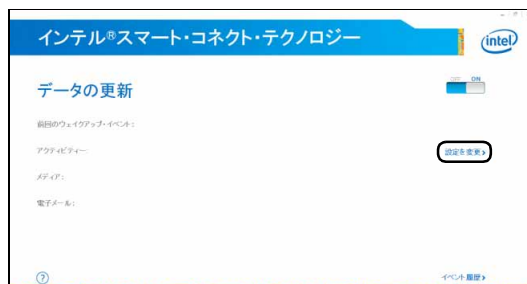 インテル®スマート・コネクト・テクノロジー
intel
データの更新
OFF ON
前回のウェイクアップ・イベント:
アクティビティー:
設定を変更›
メディア:
電子メール:
?
イベント履歴›